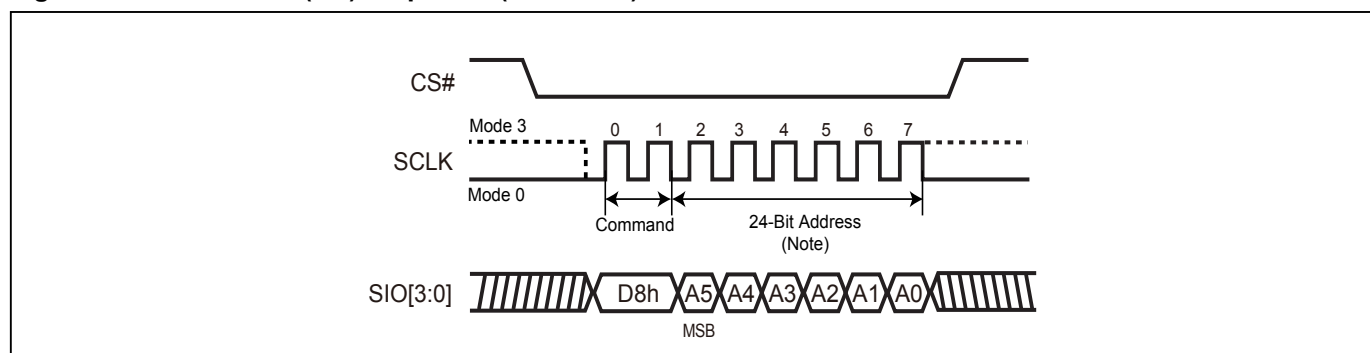 CS#
Mode 3
0 1 2 3 4 5 6 7
SCLK
Mode 0
Command
24-Bit Address
(Note)
SIO[3:0]
D8h A5 A4 A3 A2 A1 A0
MSB